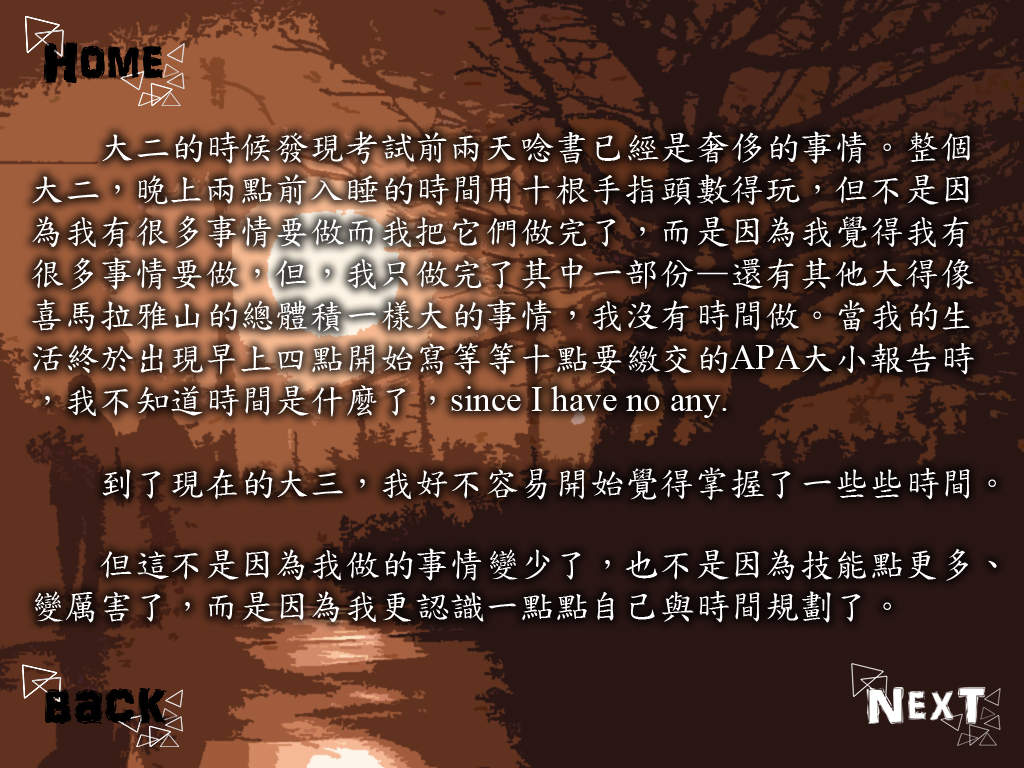 HOME
大二的時候發現考試前兩天唸書已經是奢侈的事情。整個
大二，晚上兩點前入睡的時間用十根手指頭數得玩，但不是因
為我有很多事情要做而我把它們做完了，而是因為我覺得我有
很多事情要做，但，我只做完了其中一部份—還有其他大得像
喜馬拉雅山的總體積一樣大的事情，我沒有時間做。當我的生
活終於出現早上四點開始寫等等十點要繳交的APA大小報告時
，我不知道時間是什麼了，since I have no any.
到了現在的大三，我好不容易開始覺得掌握了一些些時間。
但這不是因為我做的事情變少了，也不是因為技能點更多、
變厲害了，而是因為我更認識一點點自己與時間規劃了。
BACK
NEXT